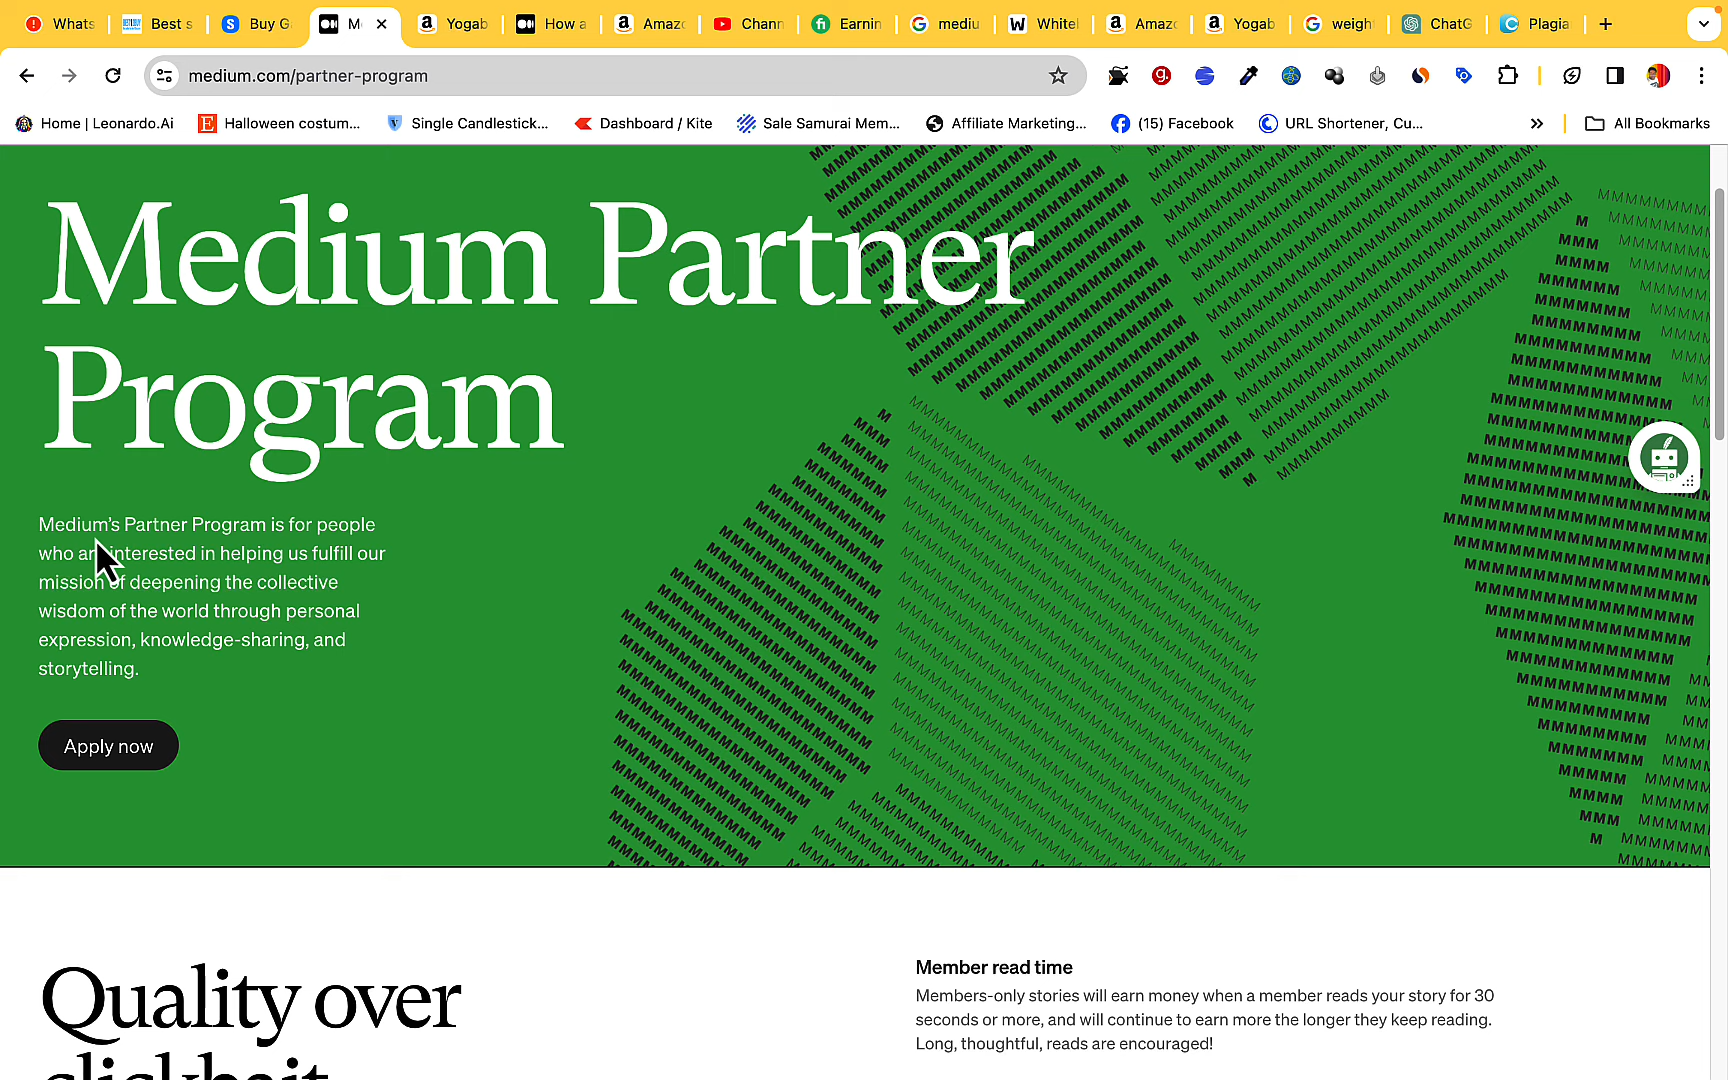 Whats
Best s
Buy G
M
Yogab
How a
Amazo
Chann
Earnin
mediu
Whitel
Amazo
Yogab
weight
ChatG
Plagia
medium.com/partner-program
Home | Leonardo.Ai
Halloween costum...
Single Candlestick...
Dashboard / Kite
Sale Samurai Mem...
Affiliate Marketing...
(15) Facebook
URL Shortener, Cu...
All Bookmarks
Medium Partner
Program
Medium's Partner Program is for people
who are interested in helping us fulfill our
mission of deepening the collective
wisdom of the world through personal
expression, knowledge-sharing, and
storytelling.
Apply now
Quality over
clickbait
Member read time
Members-only stories will earn money when a member reads your story for 30
seconds or more, and will continue to earn more the longer they keep reading.
Long, thoughtful, reads are encouraged!